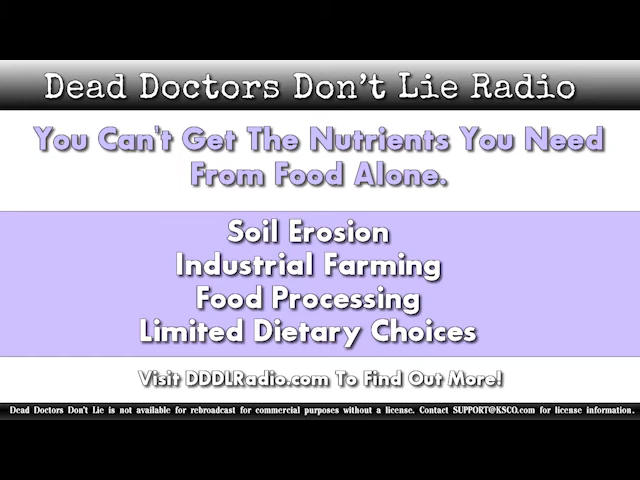 Dead Doctors Don't Lie Radio
You Can't Get The Nutrients You Need
From Food Alone.
Soil Erosion
Industrial Farming
Food Processing
Limited Dietary Choices
Visit DDDLRadio.com To Find Out More!
Dead Doctors Don't Lie is not available for rebroadcast for commercial purposes without a license. Contact SUPPORT@KSCO.com for license information.